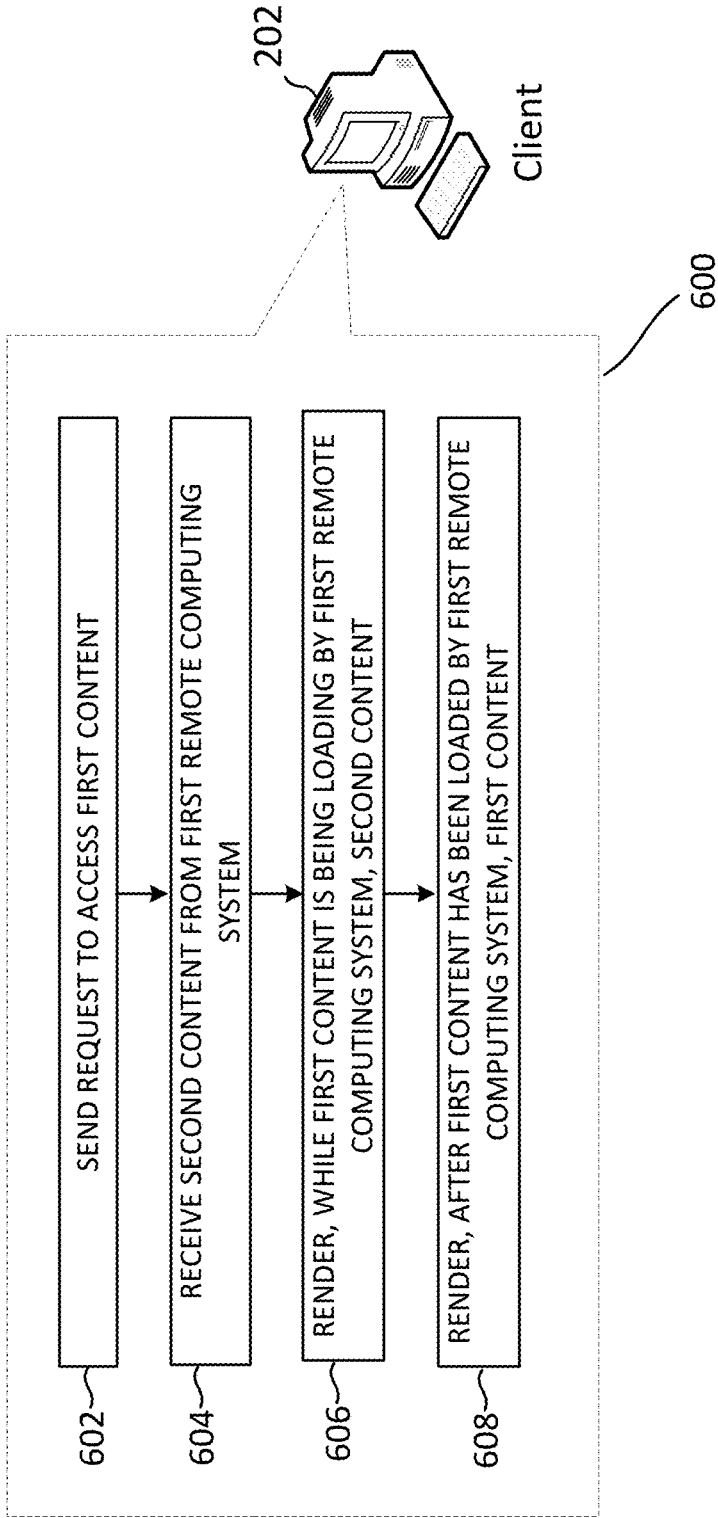 602
SEND REQUEST TO ACCESS FIRST CONTENT
604
RECEIVE SECOND CONTENT FROM FIRST REMOTE COMPUTING
SYSTEM
606
RENDER, WHILE FIRST CONTENT IS BEING LOADING BY FIRST REMOTE
COMPUTING SYSTEM, SECOND CONTENT
608
RENDER, AFTER FIRST CONTENT HAS BEEN LOADED BY FIRST REMOTE
COMPUTING SYSTEM, FIRST CONTENT
202
Client
600